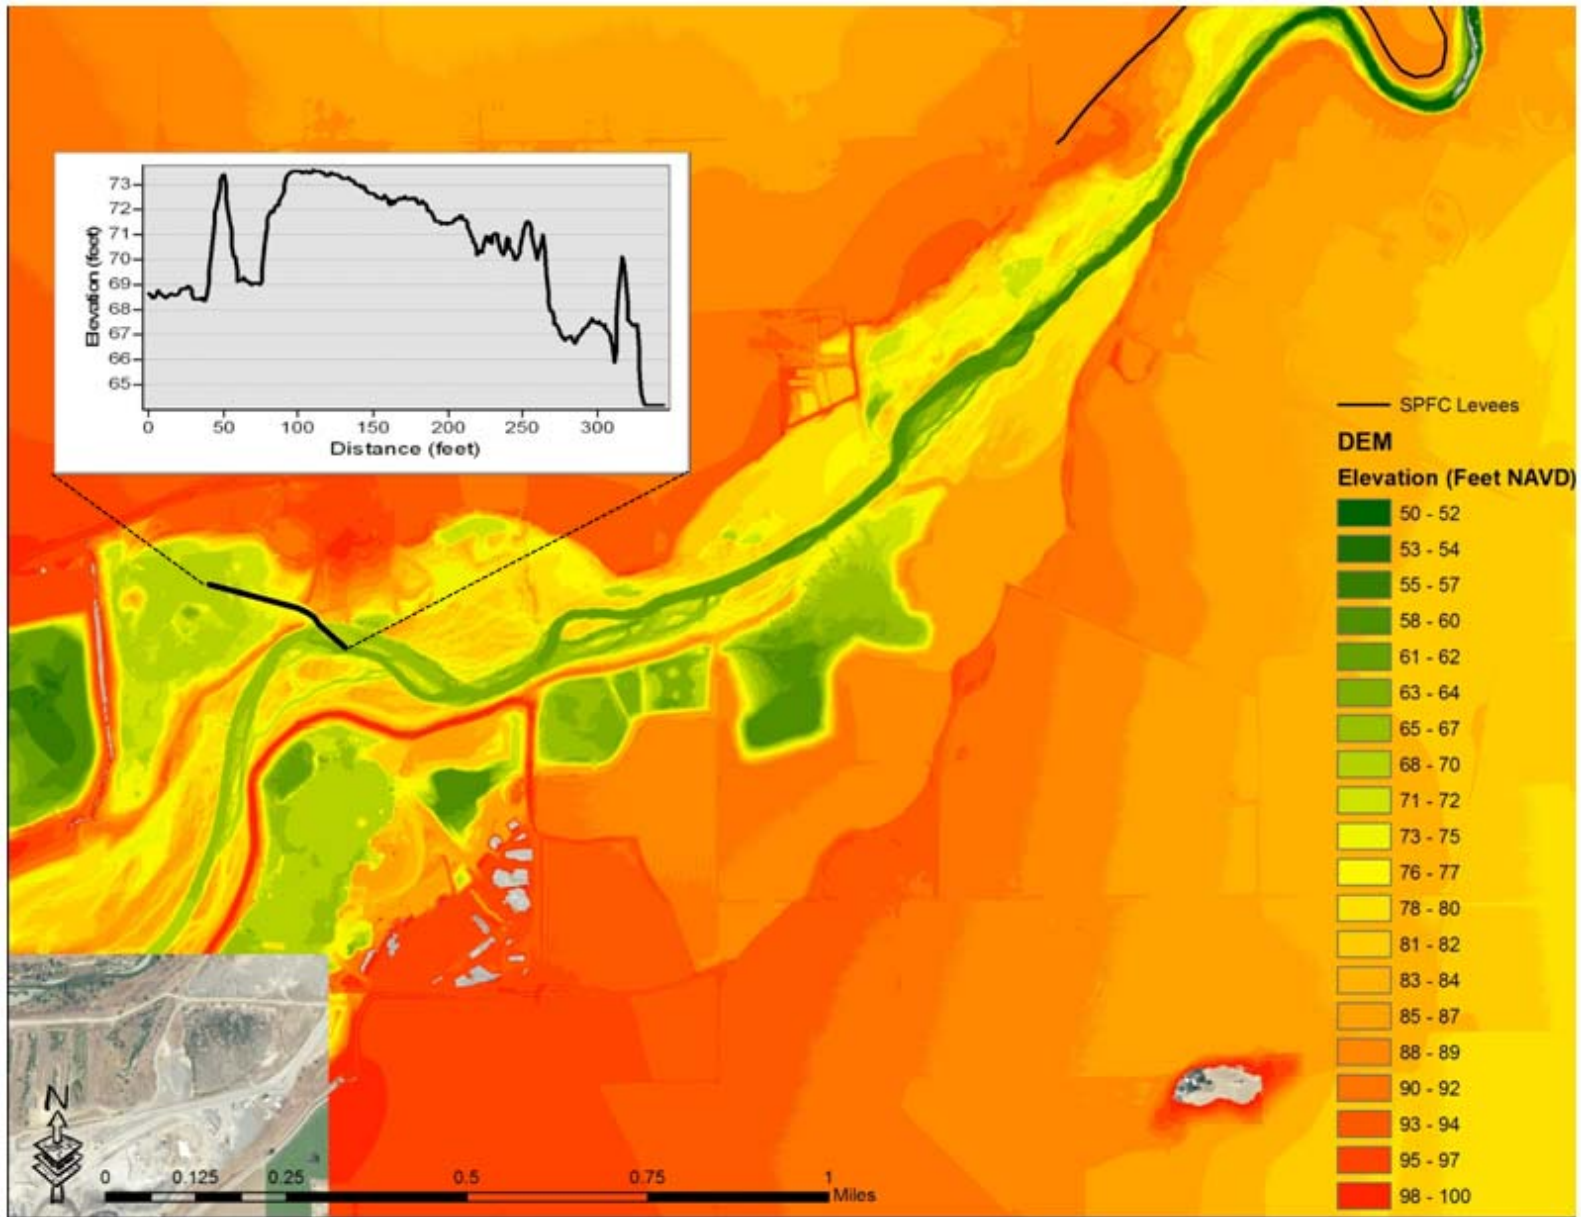 73
72
71
70
69
68
67
66
65
Elevation (feet)
0 50 100 150 200 250 300
Distance (feet)
SPFC Levees
DEM
Elevation (Feet NAVD)
50 - 52
53 - 54
55 - 57
58 - 60
61 - 62
63 - 64
65 - 67
68 - 70
71 - 72
73 - 75
76 - 77
78 - 80
81 - 82
83 - 84
85 - 87
88 - 89
90 - 92
93 - 94
95 - 97
98 - 100
N
0 0.125 0.25 0.5 0.75 1
Miles